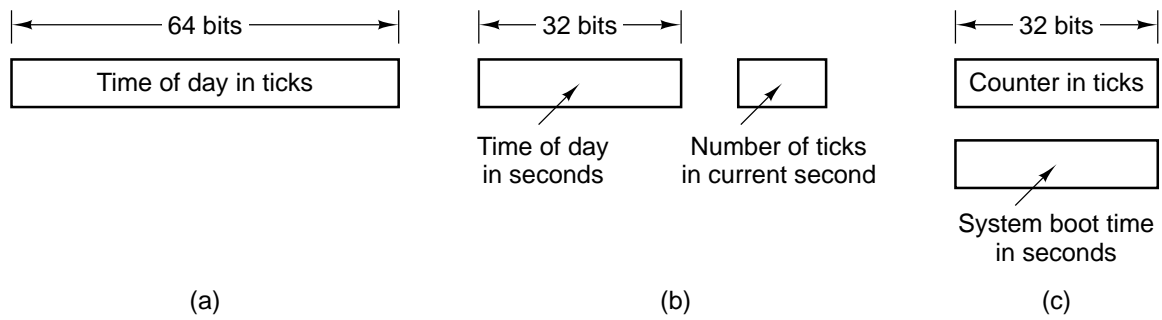 64 bits
Time of day in ticks
32 bits
Time of day
in seconds
Number of ticks
in current second
32 bits
Counter in ticks
System boot time
in seconds
(a)
(b)
(c)